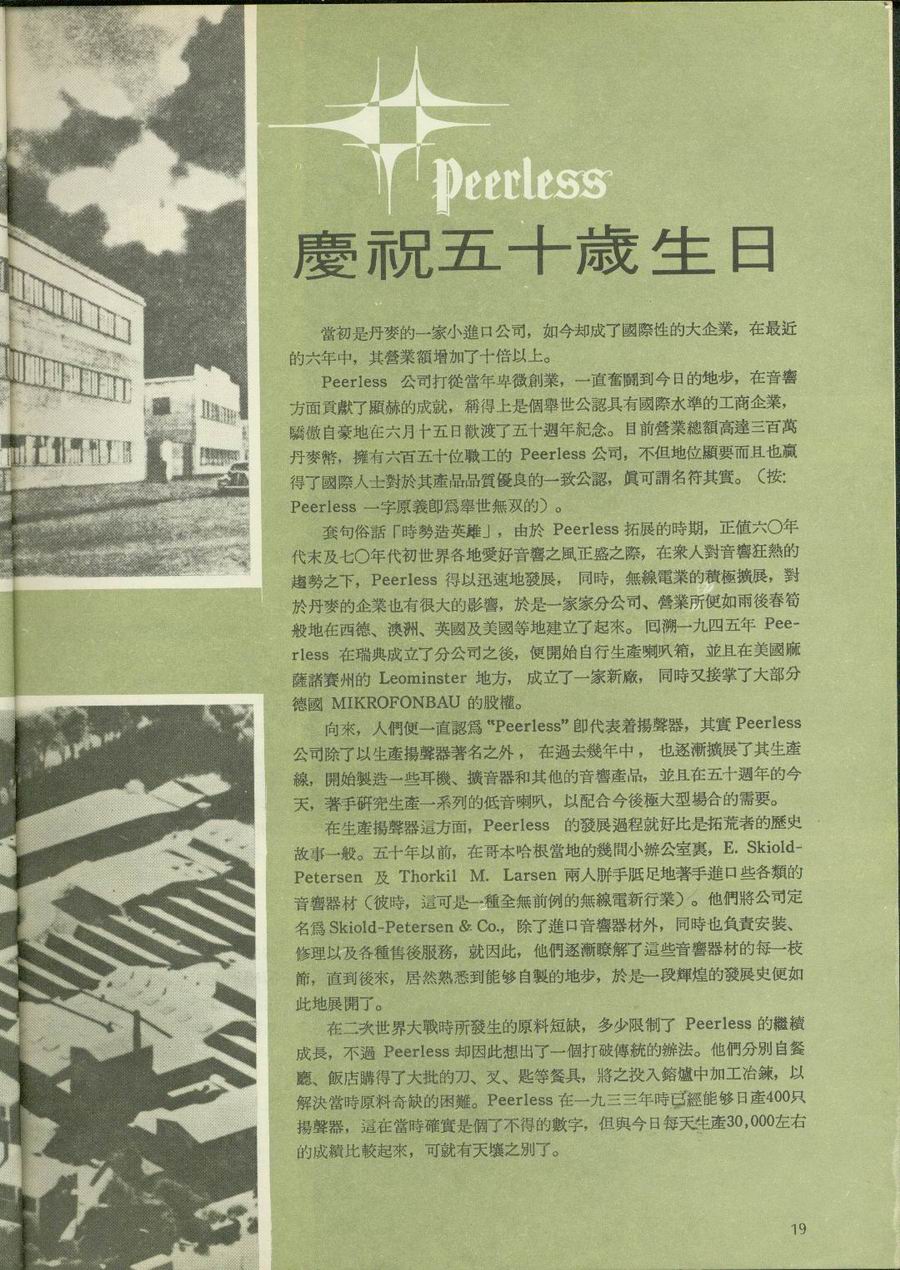 Peerless
慶祝五十歲生日
當初是丹麥的一家小進口公司，如今却成了國際性的大企業，在最近
的六年中，其營業額增加了十倍以上。
Peerless 公司打從當年卑微創業，一直奮鬪到今日的地步，在音響
方面貢獻了顯赫的成就，稱得上是個舉世公認具有國際水準的工商企業，
驕傲自豪地在六月十五日歡渡了五十週年紀念。目前營業總額高達三百萬
丹麥幣，擁有六百五十位職工的 Peerless 公司，不但地位顯要而且也贏
得了國際人士對於其產品品質優良的一致公認，眞可謂名符其實。（按:
Peerless 一字原義卽爲舉世無双的）。
套句俗話「時勢造英雄」，由於 Peerless 拓展的時期，正値六〇年
代末及七〇年代初世界各地愛好音響之風正盛之際，在衆人對音響狂熱的
趨勢之下，Peerless 得以迅速地發展， 同時，無線電業的積極擴展，對
於丹麥的企業也有很大的影響，於是一家家分公司、營業所便如雨後春筍
般地在西德、澳洲、英國及美國等地建立了起來。囘溯一九四五年 Pee-
rless 在瑞典成立了分公司之後，便開始自行生產喇叭箱，並且在美國麻
薩諸賽州的 Leominster 地方， 成立了一家新廠， 同時又接掌了大部分
德國 MIKROFONBAU 的股權。
向來，人們便一直認爲“Peerless”卽代表着揚聲器，其實 Peerless
公司除了以生產揚聲器著名之外， 在過去幾年中， 也逐漸擴展了其生產
線，開始製造一些耳機、擴音器和其他的音響產品，並且在五十週年的今
天，著手硏究生產一系列的低音喇叭，以配合今後極大型場合的需要。
在生產揚聲器這方面，Peerless 的發展過程就好比是拓荒者的歷史
故事一般。五十年以前，在哥本哈根當地的幾間小辦公室裏，E. Skiold-
Petersen 及 Thorkil M. Larsen 兩人胼手胝足地著手進口些各類的
音響器材（彼時，這可是一種全無前例的無線電新行業）。他們將公司定
名爲 Skiold-Petersen & Co.，除了進口音響器材外，同時也負責安裝、
修理以及各種售後服務，就因此，他們逐漸瞭解了這些音響器材的每一枝
節，直到後來，居然熟悉到能够自製的地步，於是一段輝煌的發展史便如
此地展開了。
在二次世界大戰時所發生的原料短缺，多少限制了 Peerless 的繼續
成長，不過 Peerless 却因此想出了一個打破傳統的辦法。他們分別自餐
廳、飯店購得了大批的刀、叉、匙等餐具，將之投入鎔爐中加工冶鍊，以
解決當時原料奇缺的困難。Peerless 在一九三三年時已經能够日產400只
揚聲器，這在當時確實是個了不得的數字，但與今日每天生產30,000左右
的成績比較起來，可就有天壤之別了。
19